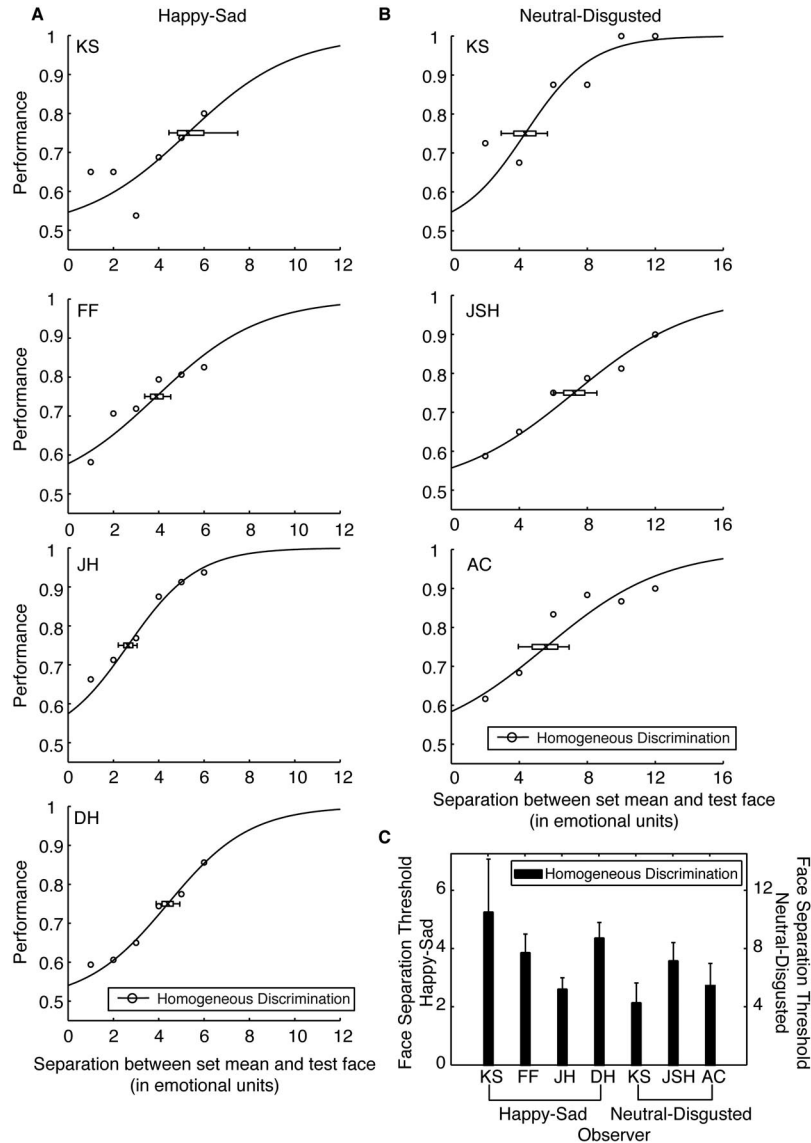 A
Happy-Sad
KS
1
0.9
0.8
0.7
0.6
0.5
Performance
0 2 4 6 8 10 12
FF
1
0.9
0.8
0.7
0.6
0.5
Performance
0 2 4 6 8 10 12
JH
1
0.9
0.8
0.7
0.6
0.5
Performance
0 2 4 6 8 10 12
DH
1
0.9
0.8
0.7
0.6
0.5
Performance
Homogeneous Discrimination
0 2 4 6 8 10 12
Separation between set mean and test face
(in emotional units)
B
Neutral-Disgusted
KS
1
0.9
0.8
0.7
0.6
0.5
0 4 8 12 16
JSH
1
0.9
0.8
0.7
0.6
0.5
0 4 8 12 16
AC
1
0.9
0.8
0.7
0.6
0.5
Homogeneous Discrimination
0 4 8 12 16
Separation between set mean and test face
(in emotional units)
C
Homogeneous Discrimination
Face Separation Threshold
Happy-Sad
6
4
2
0
12
8
4
Face Separation Threshold
Neutral-Disgusted
KS FF JH DH KS JSH AC
Happy-Sad Neutral-Disgusted
Observer